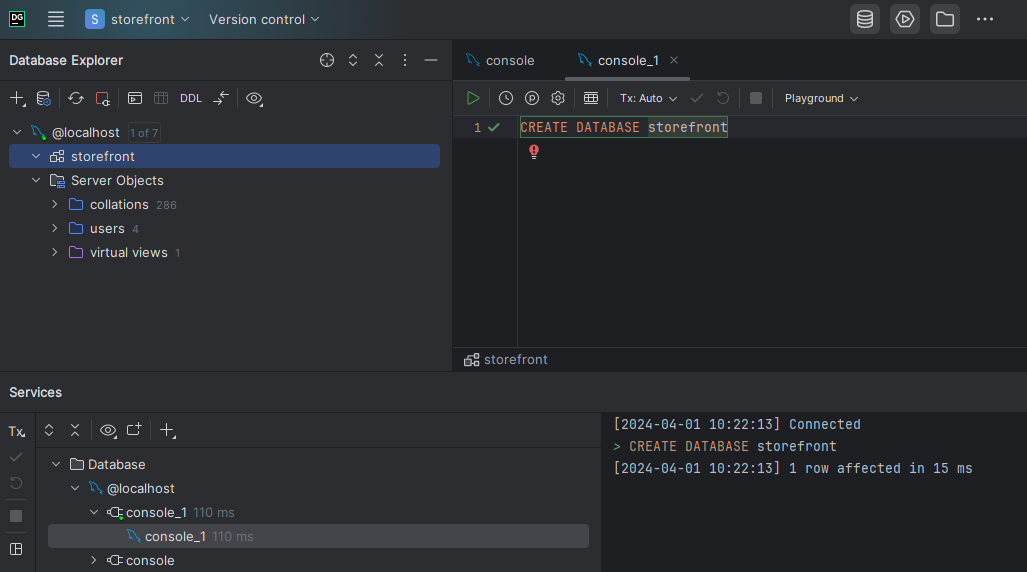 DG S storefront Version control
Database Explorer
DDL
@localhost 1 of 7
storefront
Server Objects
collations 286
users 4
virtual views 1
console console_1
Tx: Auto Playground
1 CREATE DATABASE storefront
storefront
Services
Tx
Database
@localhost
console_1 110 ms
console_1 110 ms
console
[2024-04-01 10:22:13] Connected
> CREATE DATABASE storefront
[2024-04-01 10:22:13] 1 row affected in 15 ms